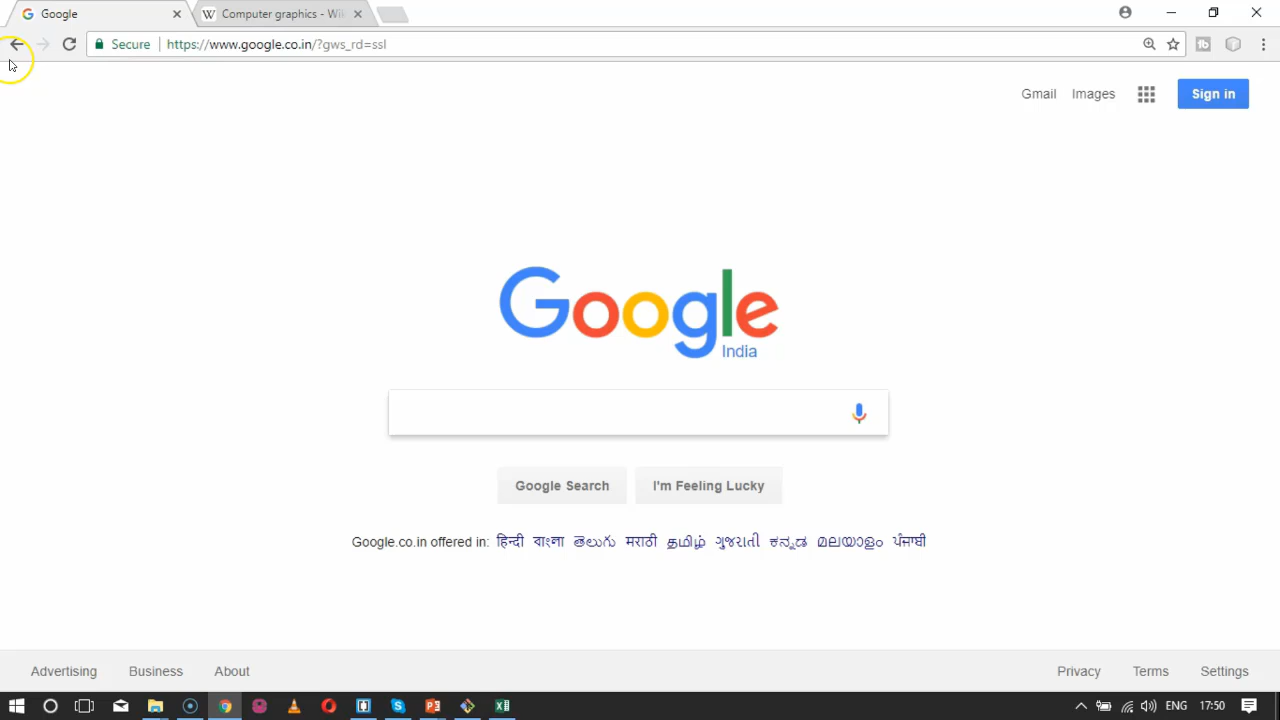 Google
Computer graphics - Wik
Secure https://www.google.co.in/?gws_rd=ssl
Gmail Images Sign in
Google
India
Google Search I'm Feeling Lucky
Google.co.in offered in: हिन्दी বাংলা తెలుగు मराठी தமிழ் ગુજરાતી ಕನ್ನಡ മലയാളം ਪੰਜਾਬੀ
Advertising Business About Privacy Terms Settings
ENG 17:50